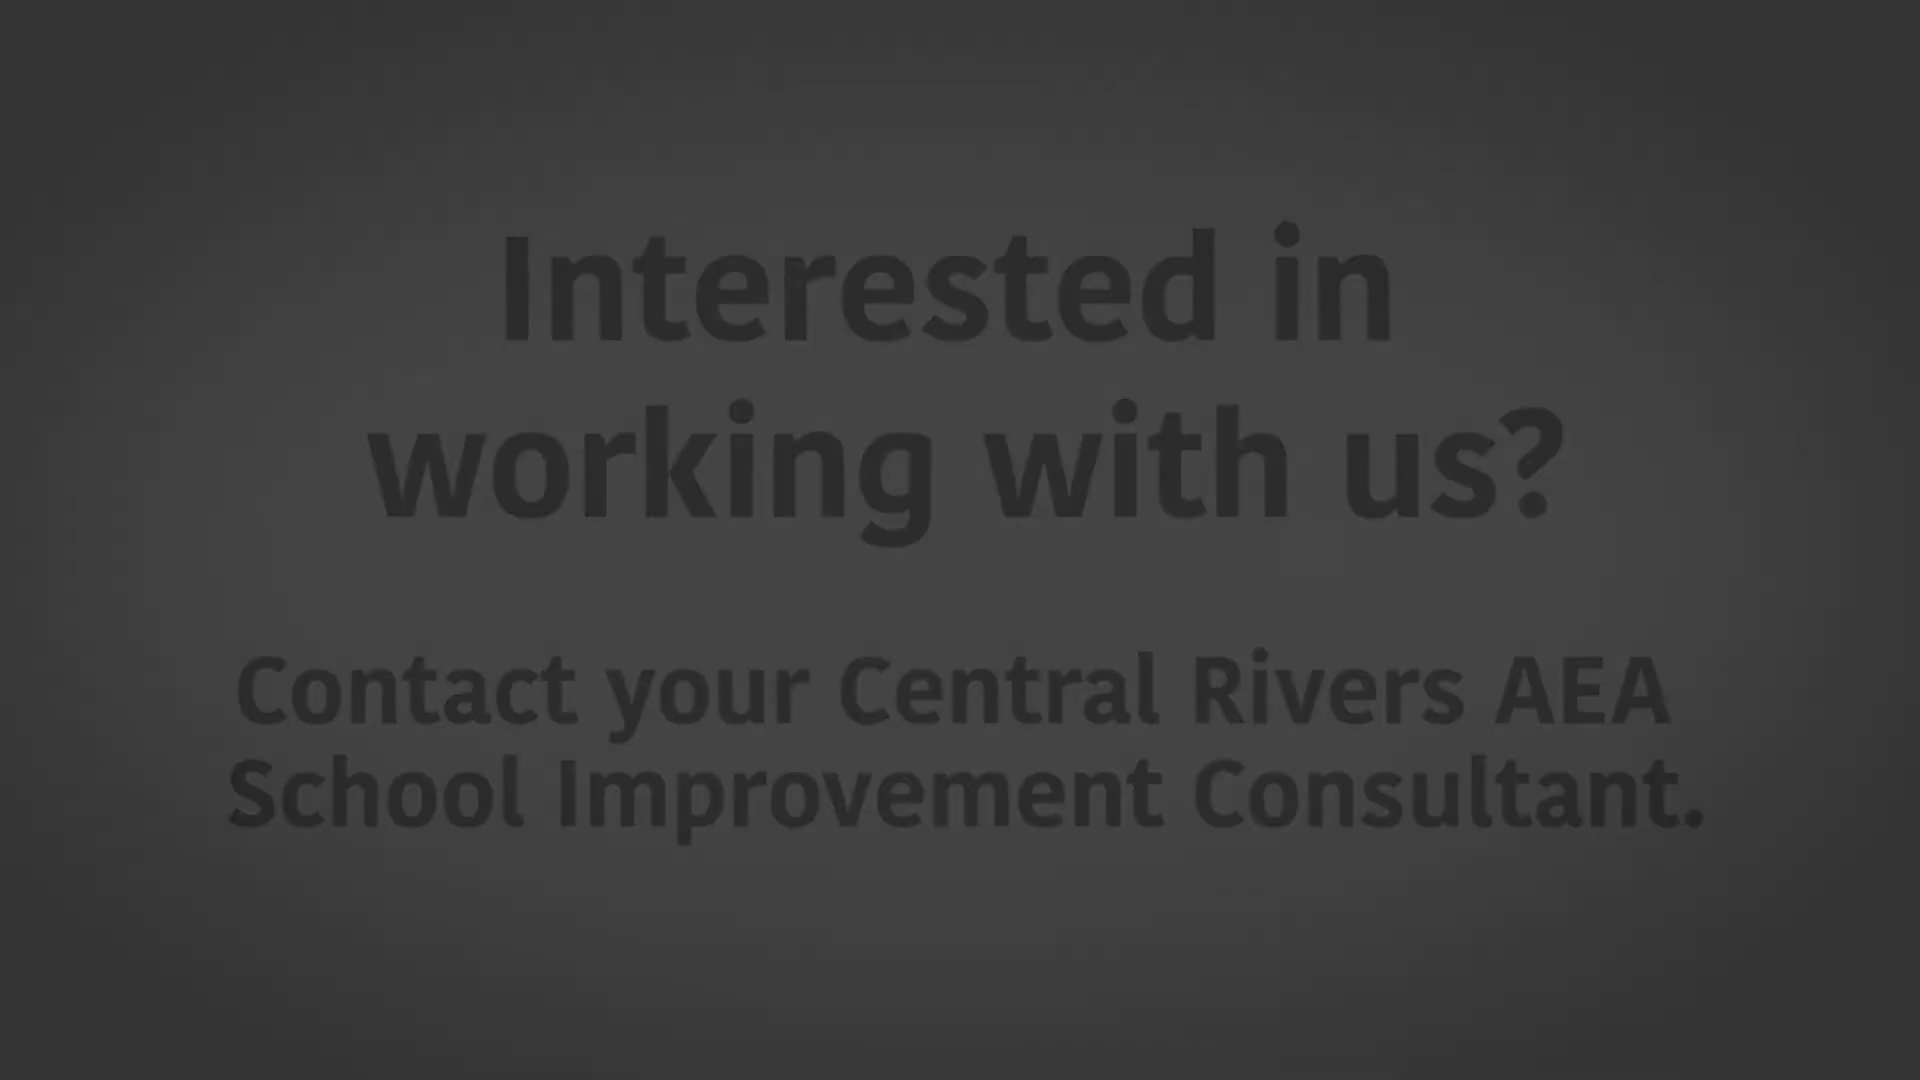 Interested in
working with us?
Contact your Central Rivers AEA
School Improvement Consultant.